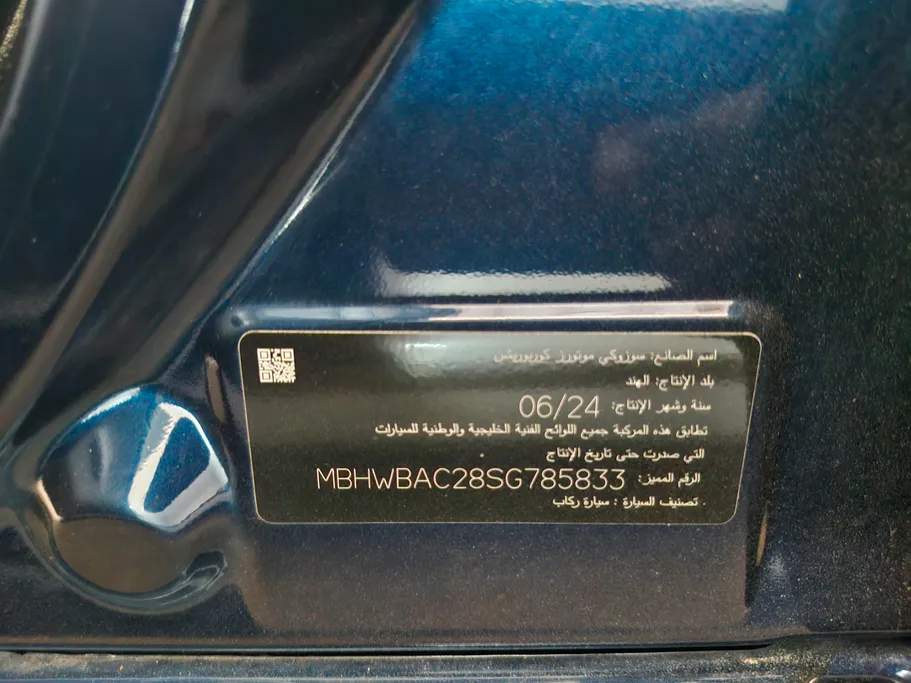 اسم الصانع: سوزوكي موتورز كوربوريشن
بلد الإنتاج: الهند
سنة وشهر الإنتاج: 06/24
تطابق هذه المركبة جميع اللوائح الفنية الخليجية والوطنية للسيارات
التي صدرت حتى تاريخ الإنتاج
الرقم المميز: MBHWBAC28SG785833
تصنيف السيارة : سيارة ركاب .